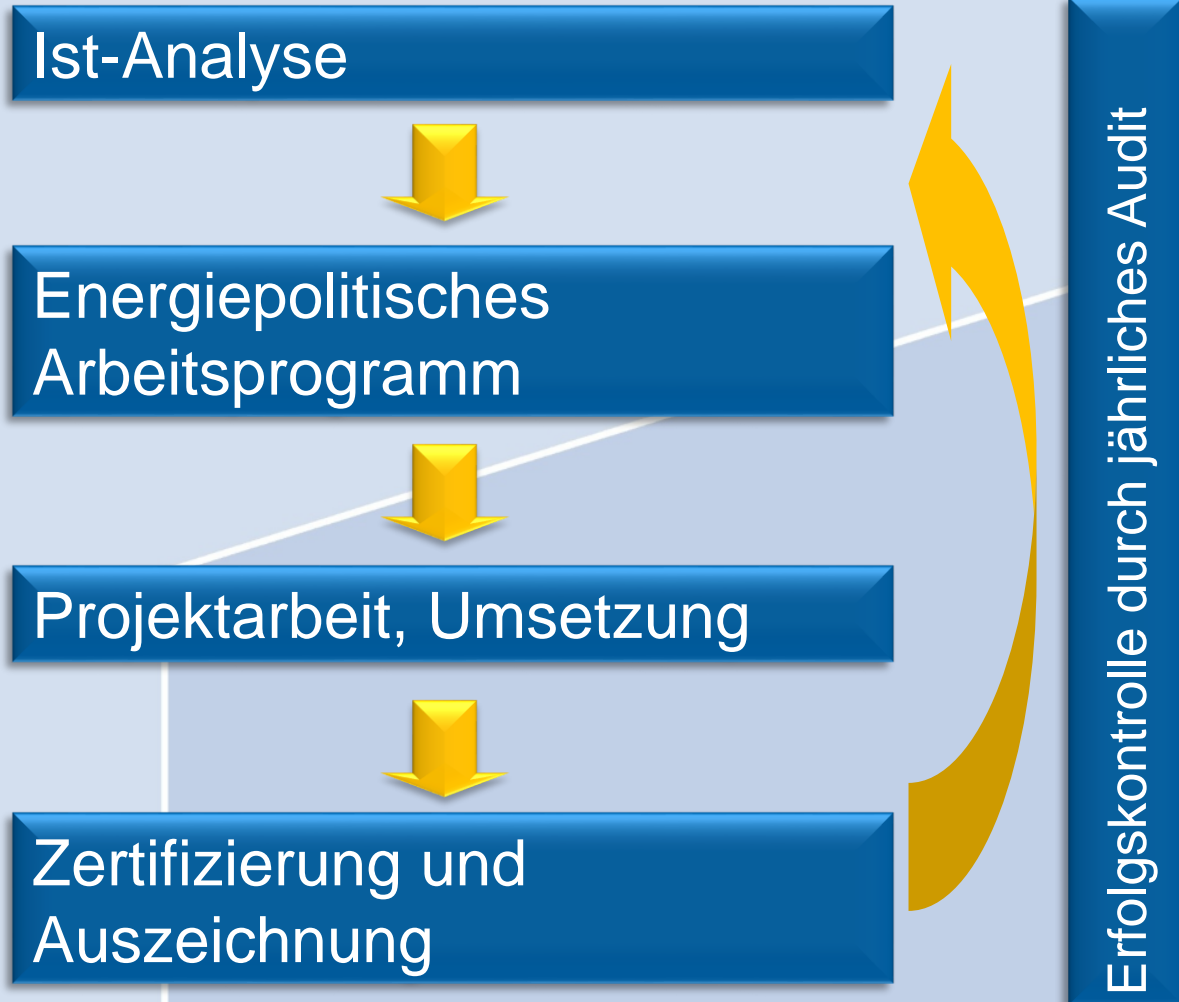 Ist-Analyse
Energiepolitisches
Arbeitsprogramm
Projektarbeit, Umsetzung
Zertifizierung und
Auszeichnung
Erfolgskontrolle durch jährliches Audit